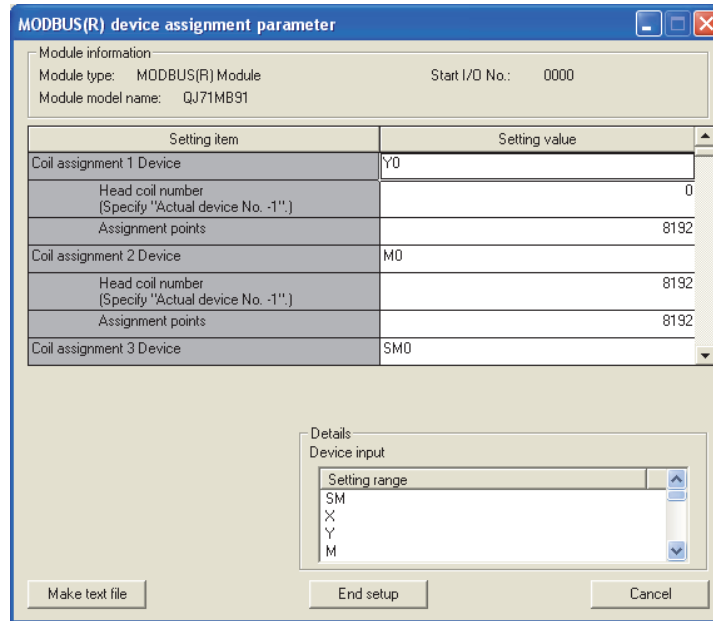 MODBUS(R) device assignment parameter
Module information
Module type: MODBUS(R) Module Start I/O No.: 0000
Module model name: QJ71MB91
Setting item Setting value
Coil assignment 1 Device Y0
Head coil number
(Specify "Actual device No. -1".) 0
Assignment points 8192
Coil assignment 2 Device M0
Head coil number
(Specify "Actual device No. -1".) 8192
Assignment points 8192
Coil assignment 3 Device SM0
Details
Device input
Setting range
SM
X
Y
M
Make text file End setup Cancel